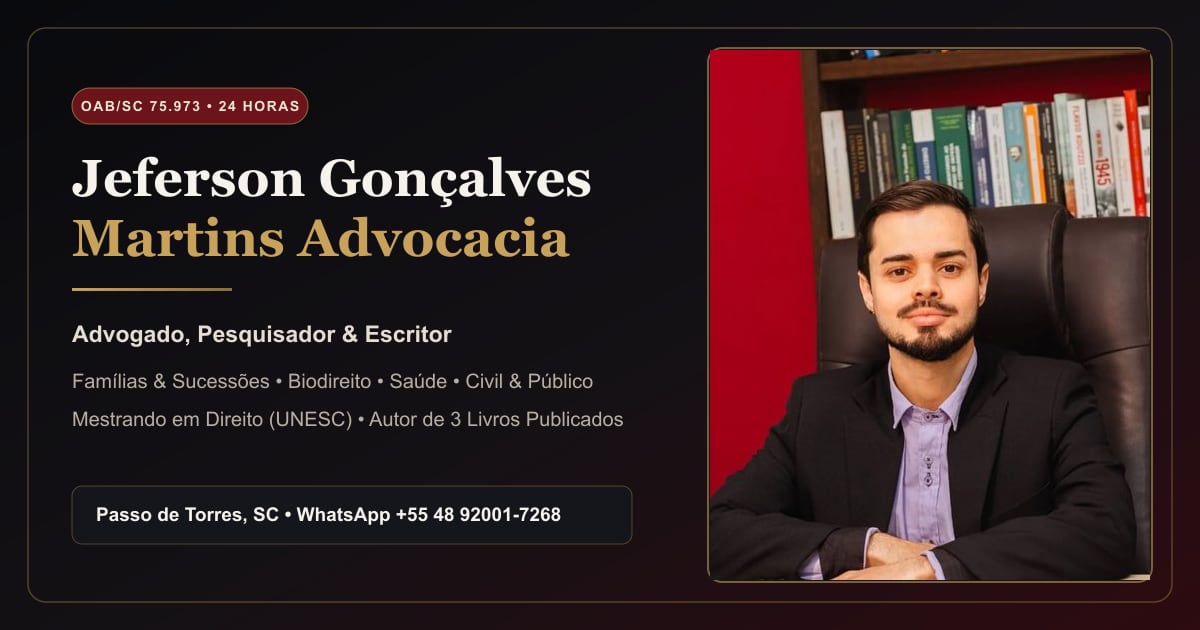 OAB/SC 75.973 • 24 HORAS
Jeferson Gonçalves
Martins Advocacia
Advogado, Pesquisador & Escritor
Famílias & Sucessões • Biodireito • Saúde • Civil & Público
Mestrando em Direito (UNESC) • Autor de 3 Livros Publicados
Passo de Torres, SC • WhatsApp +55 48 92001-7268
1945